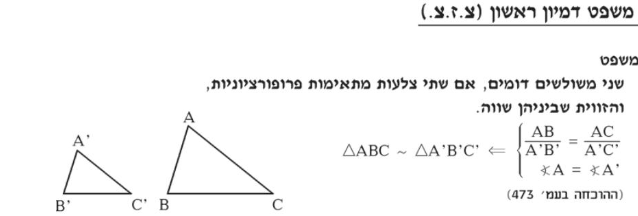 משפט דמיון ראשון (צ.ז.צ.)
משפט
שני משולשים דומים, אם שתי צלעות מתאימות פרופורציוניות,
והזווית שביניהן שווה.
△ABC ~ △A'B'C' ⇐ { AB/A'B' = AC/A'C'
∢A = ∢A'
(ההוכחה בעמ׳ 473)
A
A'
B' C' B C